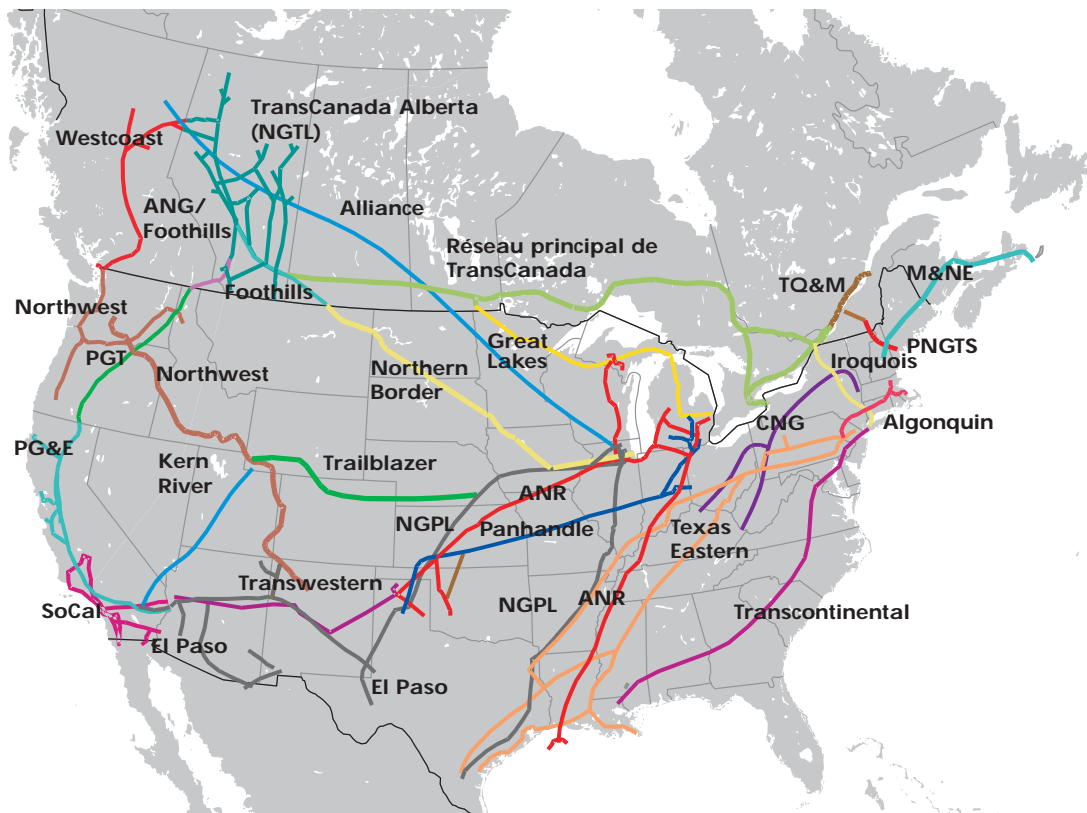 TransCanada Alberta
(NGTL)
Westcoast
ANG/
Foothills
Alliance
Réseau principal de
TransCanada
TQ&M
M&NE
Foothills
Northwest
PGT
Northwest
Great
Lakes
Northern
Border
PNGTS
Iroquois
Algonquin
CNG
PG&E
Kern
River
Trailblazer
ANR
NGPL
Panhandle
Texas
Eastern
Transwestern
SoCal
NGPL
ANR
Transcontinental
El Paso
El Paso